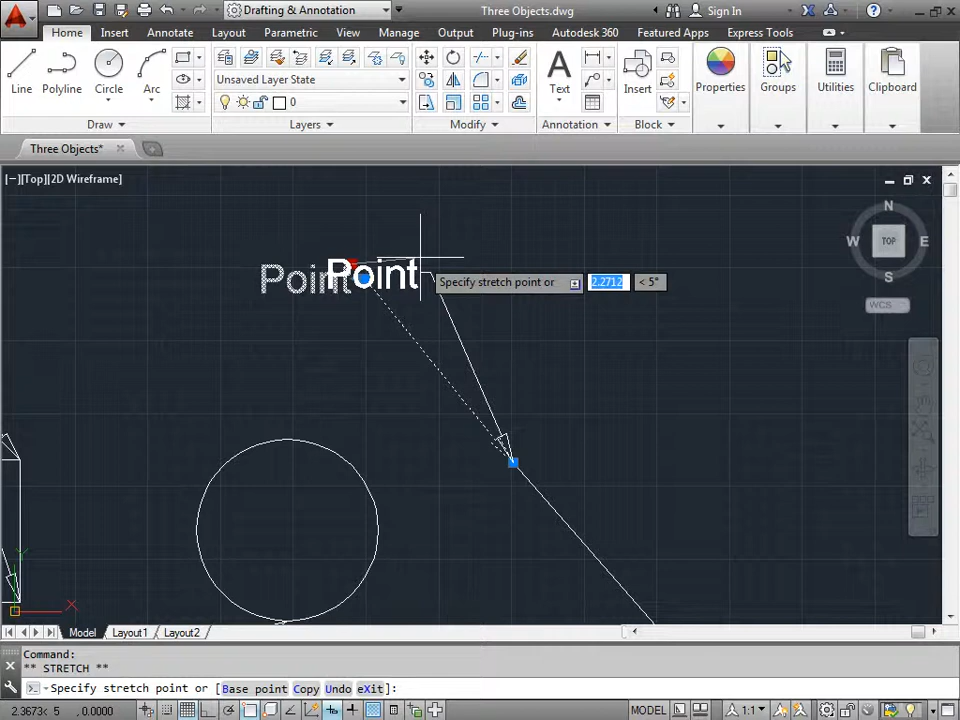 Drafting & Annotation
Three Objects.dwg
Sign In
Home Insert Annotate Layout Parametric View Manage Output Plug-ins Autodesk 360 Featured Apps Express Tools
Line
Polyline
Circle
Arc
Unsaved Layer State
0
Text
Insert
Properties
Groups
Utilities
Clipboard
Draw
Layers
Modify
Annotation
Block
Three Objects*
[−][Top][2D Wireframe]
N
W
TOP
E
S
WCS
Point
Point
Specify stretch point or
2.2712
< 5°
Y
X
Model Layout1 Layout2
Command:
** STRETCH **
Specify stretch point or [Base point Copy Undo eXit]:
2.3673< 5 , 0.0000
MODEL
1:1